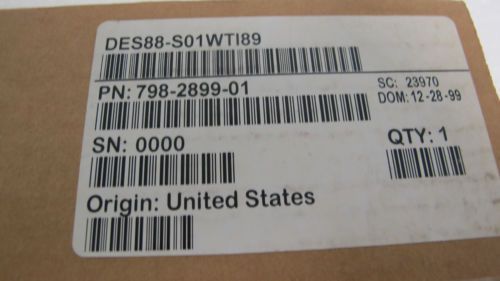 DES88-S01WTI89
PN: 798-2899-01
SC: 23970
DOM: 12-28-99
SN: 0000
QTY: 1
Origin: United States